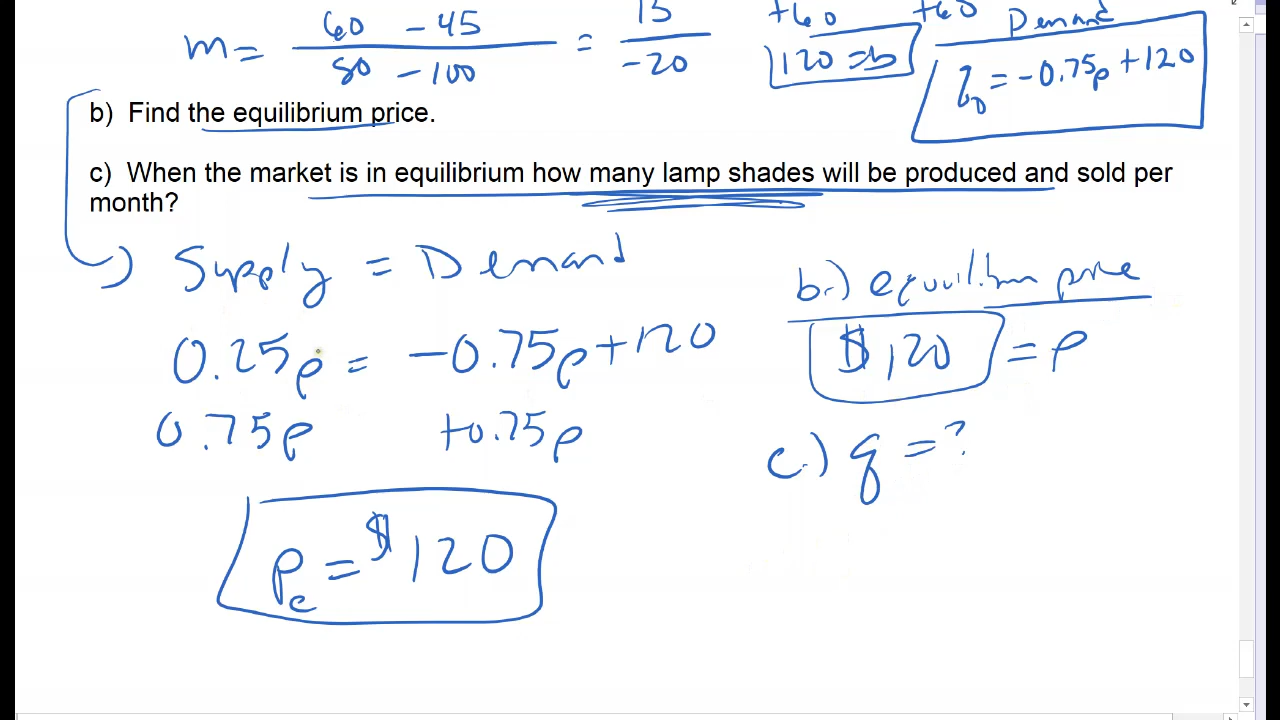 m = 60 - 45 / 80 - 100 = 15 / -20
+60 +60
120 = b
Demand
q_D = -0.75p + 120
b) Find the equilibrium price.
c) When the market is in equilibrium how many lamp shades will be produced and sold per
month?
Supply = Demand
0.25p = -0.75p + 120
0.75p +0.75p
p_e = $120
b.) equilibrium price
$120 = p
c.) q = ?